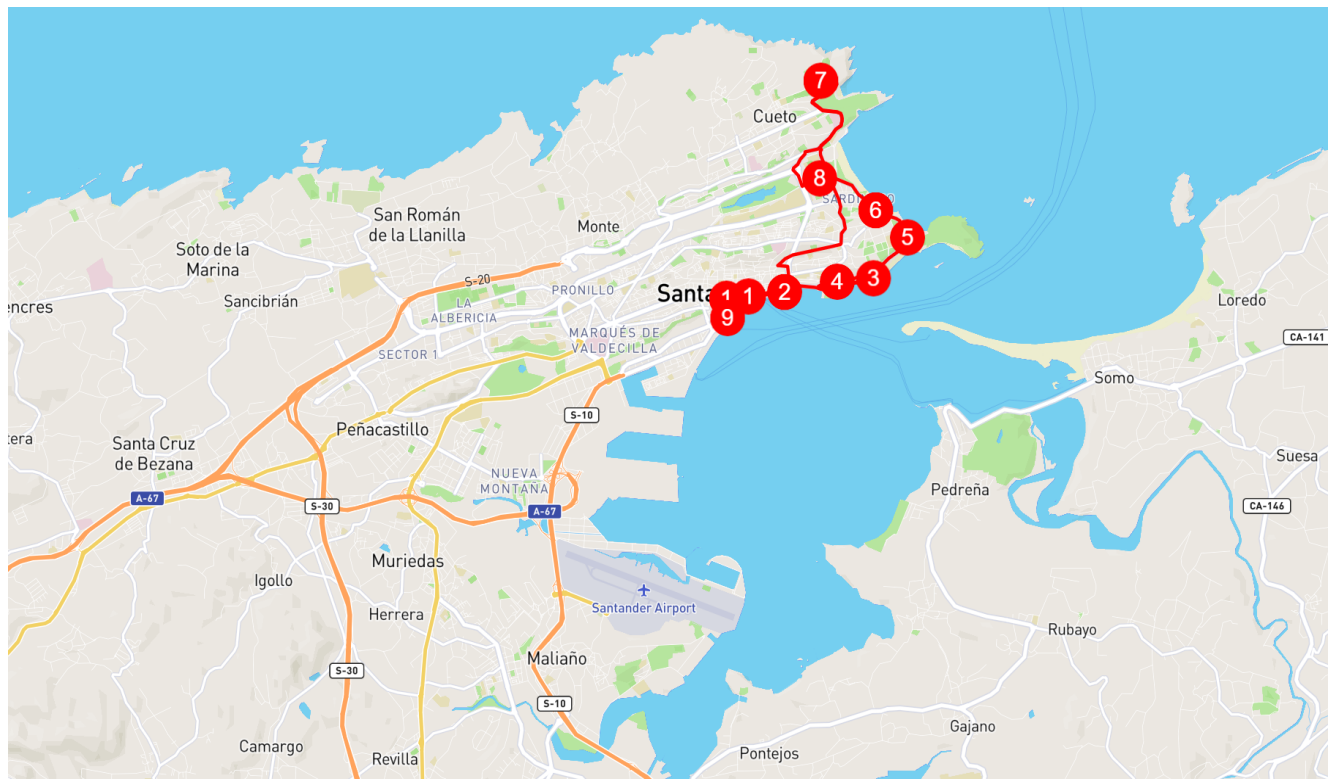 7
Cueto
8
SARDI
San Román
de la Llanilla
Monte
6
Soto de la
Marina
S-20
5
Sancibrián
PRONILLO
LA
ALBERICIA
encres
Santa
1
1
2
4
3
9
Loredo
MARQUÉS DE
VALDECILLA
SECTOR 1
CA-141
Somo
S-10
Peñacastillo
tera
Santa Cruz
de Bezana
NUEVA
MONTAÑA
Suesa
Pedreña
A-67
S-30
A-67
CA-146
Muriedas
Igollo
Herrera
Santander Airport
Rubayo
Maliaño
S-30
S-10
Camargo
Revilla
Pontejos
Gajano